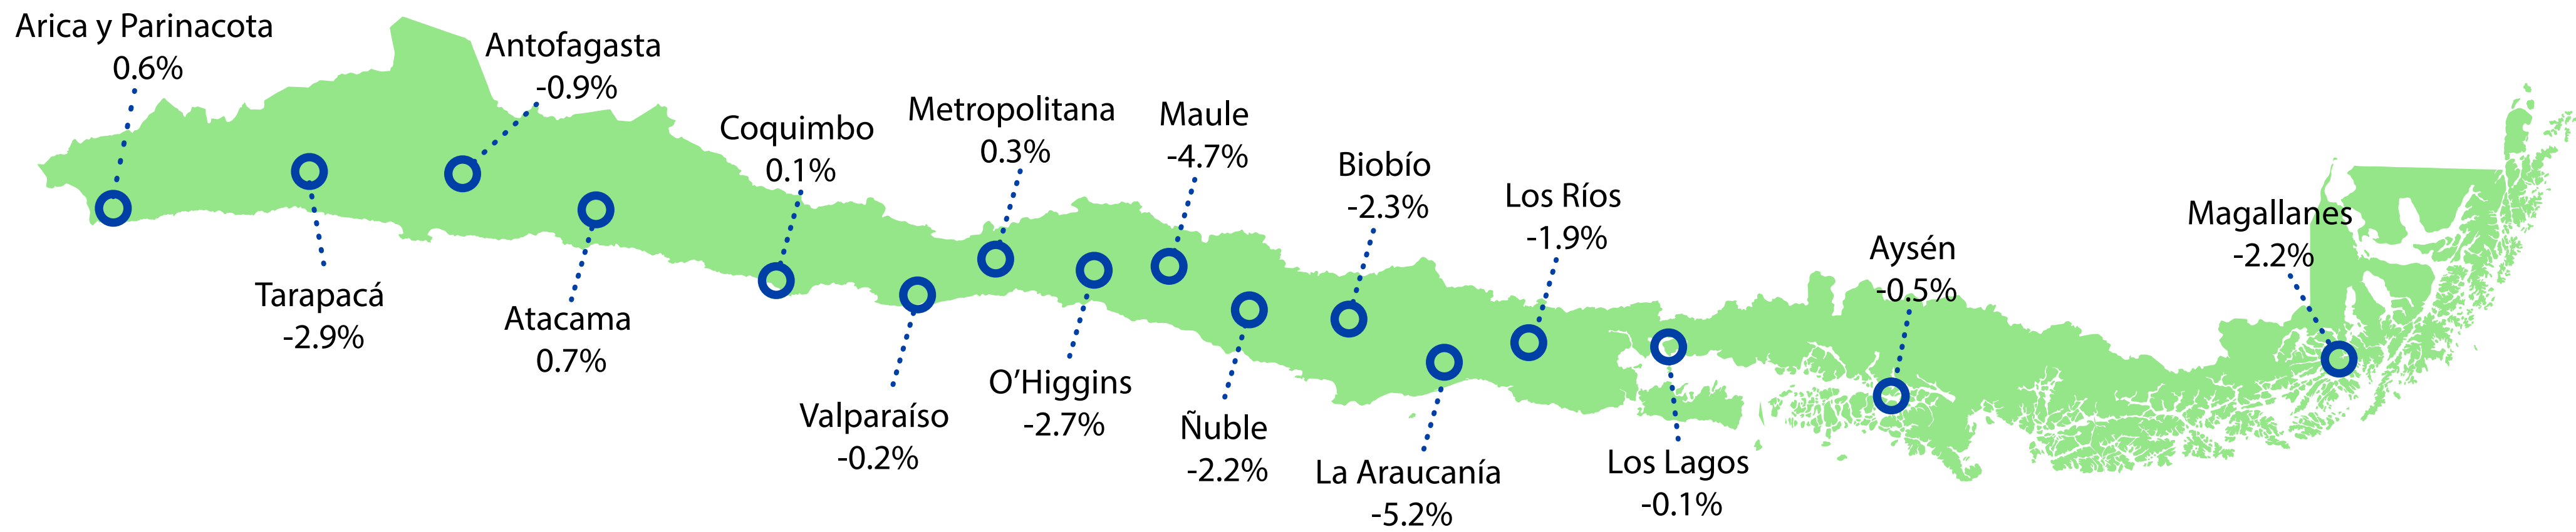 Arica y Parinacota
0.6%
Tarapacá
-2.9%
Antofagasta
-0.9%
Atacama
0.7%
Coquimbo
0.1%
Valparaíso
-0.2%
Metropolitana
0.3%
O’Higgins
-2.7%
Maule
-4.7%
Ñuble
-2.2%
Biobío
-2.3%
La Araucanía
-5.2%
Los Ríos
-1.9%
Los Lagos
-0.1%
Aysén
-0.5%
Magallanes
-2.2%